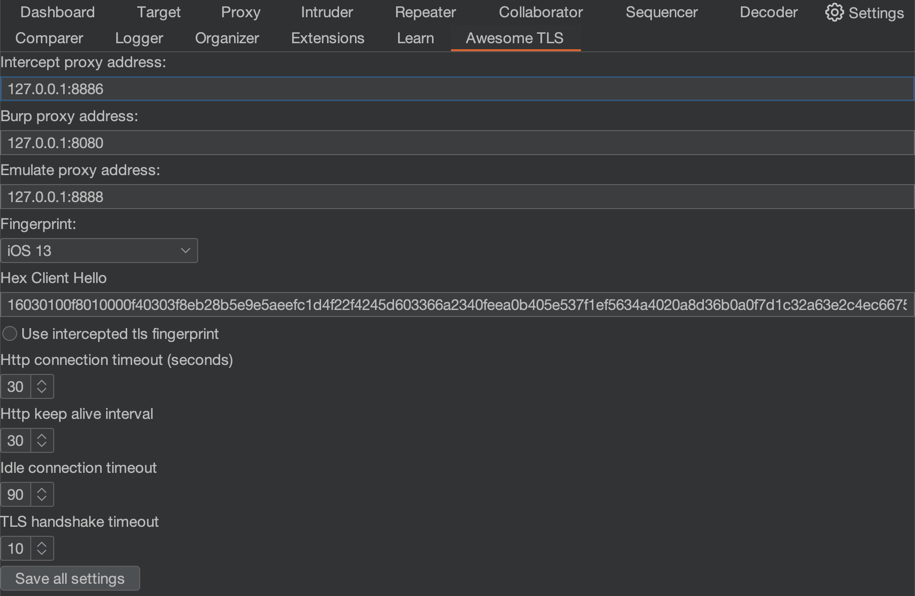 Dashboard Target Proxy Intruder Repeater Collaborator Sequencer Decoder Settings
Comparer Logger Organizer Extensions Learn Awesome TLS
Intercept proxy address:
127.0.0.1:8886
Burp proxy address:
127.0.0.1:8080
Emulate proxy address:
127.0.0.1:8888
Fingerprint:
iOS 13
Hex Client Hello
16030100f8010000f40303f8eb28b5e9e5aeefc1d4f22f4245d603366a2340feea0b405e537f1ef5634a4020a8d36b0a0f7d1c32a63e2c4ec6675
Use intercepted tls fingerprint
Http connection timeout (seconds)
30
Http keep alive interval
30
Idle connection timeout
90
TLS handshake timeout
10
Save all settings